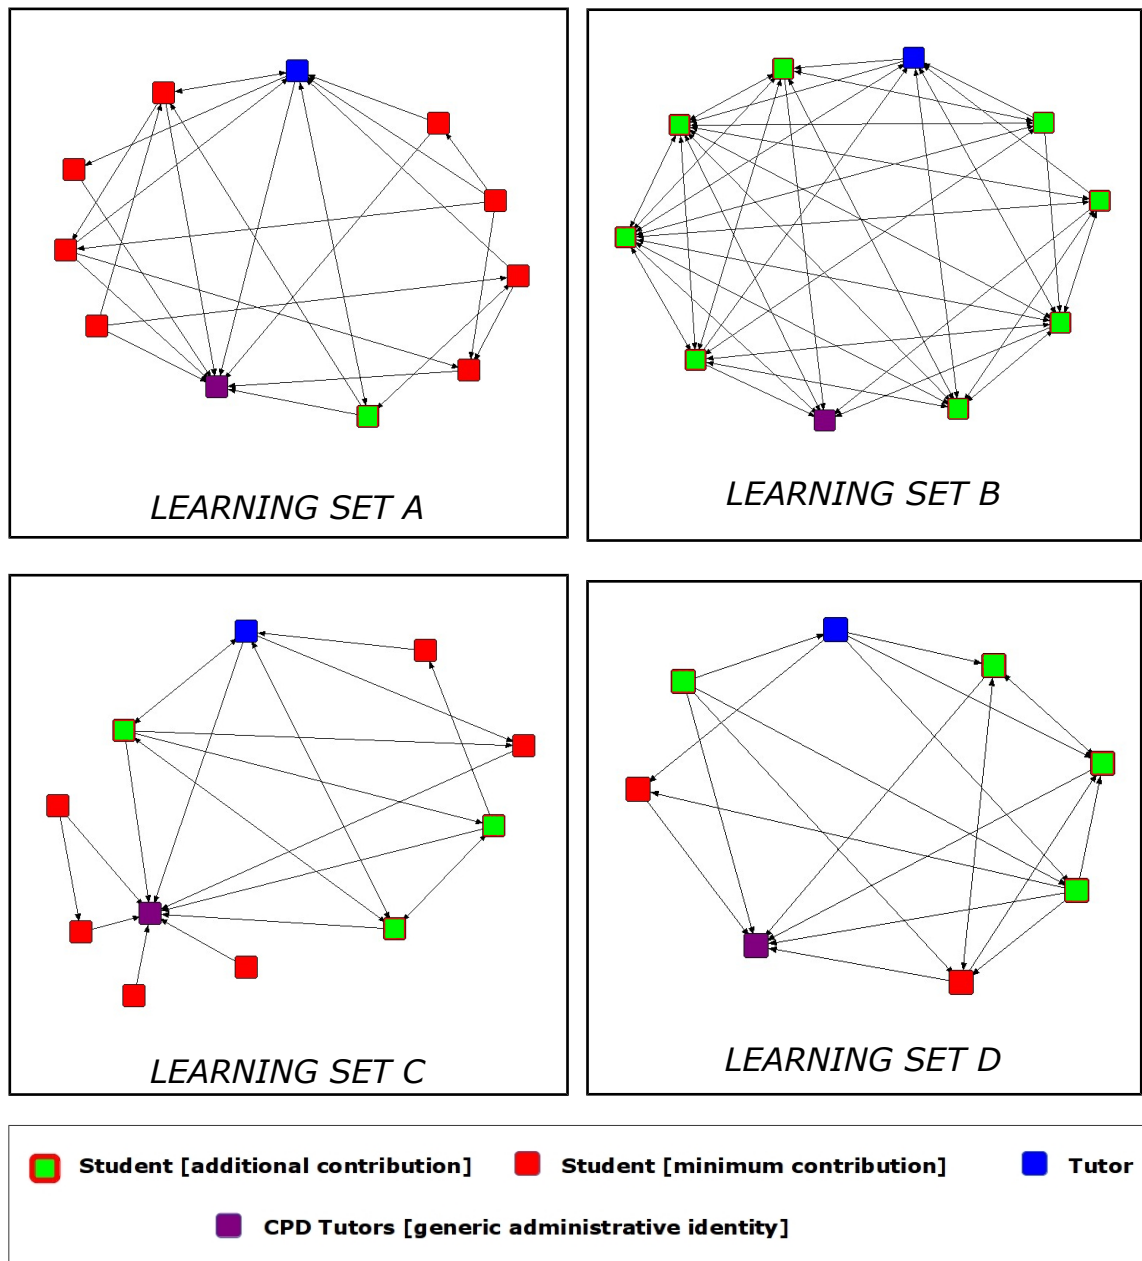 LEARNING SET A
LEARNING SET B
LEARNING SET C
LEARNING SET D
Student [additional contribution]
Student [minimum contribution]
Tutor
CPD Tutors [generic administrative identity]